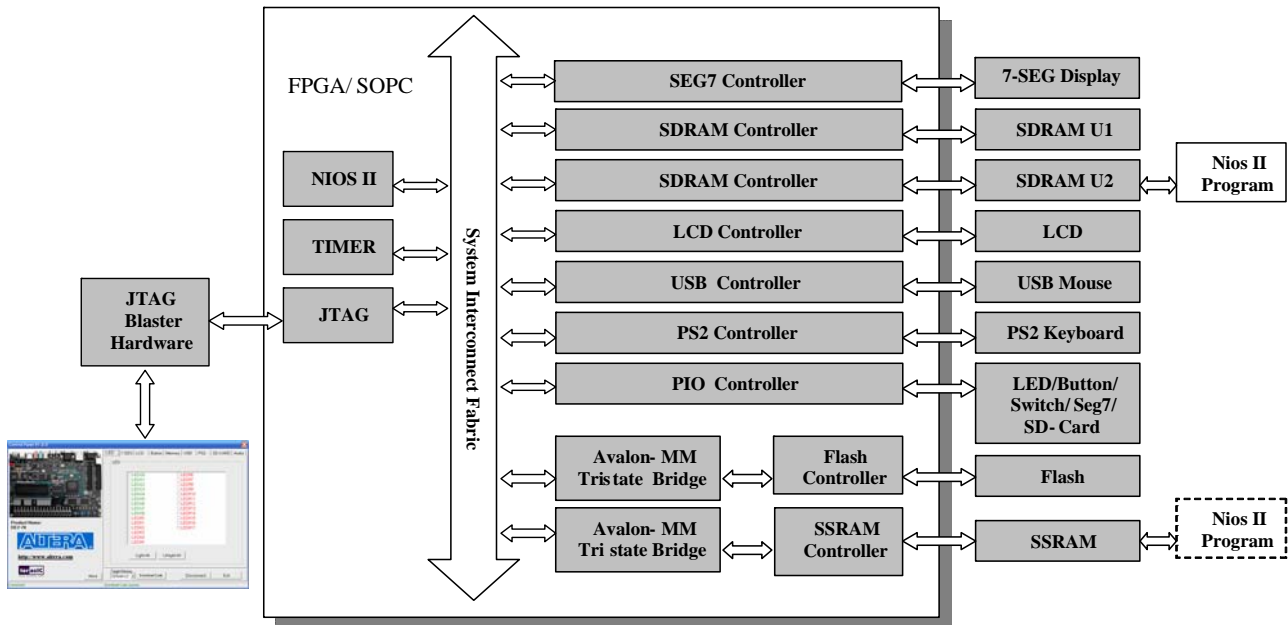 FPGA/ SOPC
SEG7 Controller
7-SEG Display
SDRAM Controller
SDRAM U1
NIOS II
SDRAM Controller
SDRAM U2
Nios II
Program
TIMER
LCD Controller
LCD
System Interconnect Fabric
JTAG
Blaster
Hardware
JTAG
USB Controller
USB Mouse
PS2 Controller
PS2 Keyboard
PIO Controller
LED/Button/
Switch/ Seg7/
SD- Card
Avalon- MM
Tristate Bridge
Flash
Controller
Flash
Avalon- MM
Tri state Bridge
SSRAM
Controller
SSRAM
Nios II
Program
ALTERA
http://www.altera.com